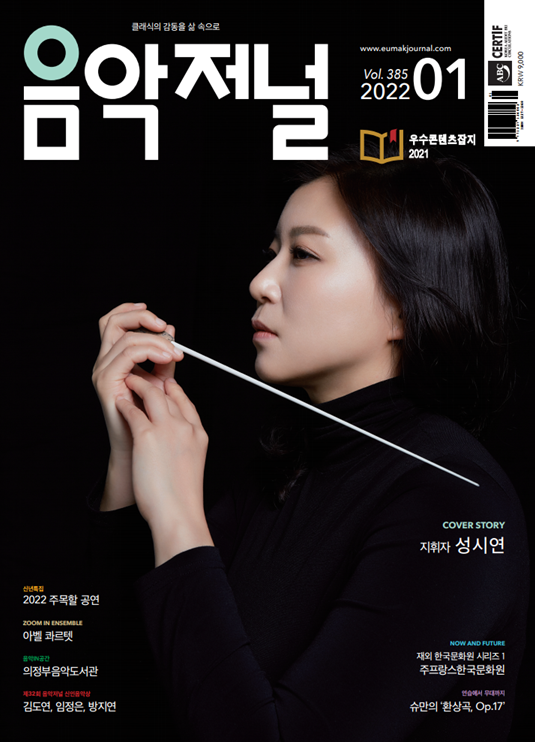 클래식의 감동을 삶 속으로
음악저널
www.eumakjournal.com
Vol. 385
2022 01
우수콘텐츠잡지
2021
CERTIF
ABC
KRW 9,000
COVER STORY
지휘자 성시연
신년특집
2022 주목할 공연
ZOOM IN ENSEMBLE
아벨 콰르텟
음악IN공간
의정부음악도서관
제32회 음악저널 신인음악상
김도연, 임정은, 방지연
NOW AND FUTURE
재외 한국문화원 시리즈 1
주프랑스한국문화원
연습에서 무대까지
슈만의 '환상곡, Op.17'